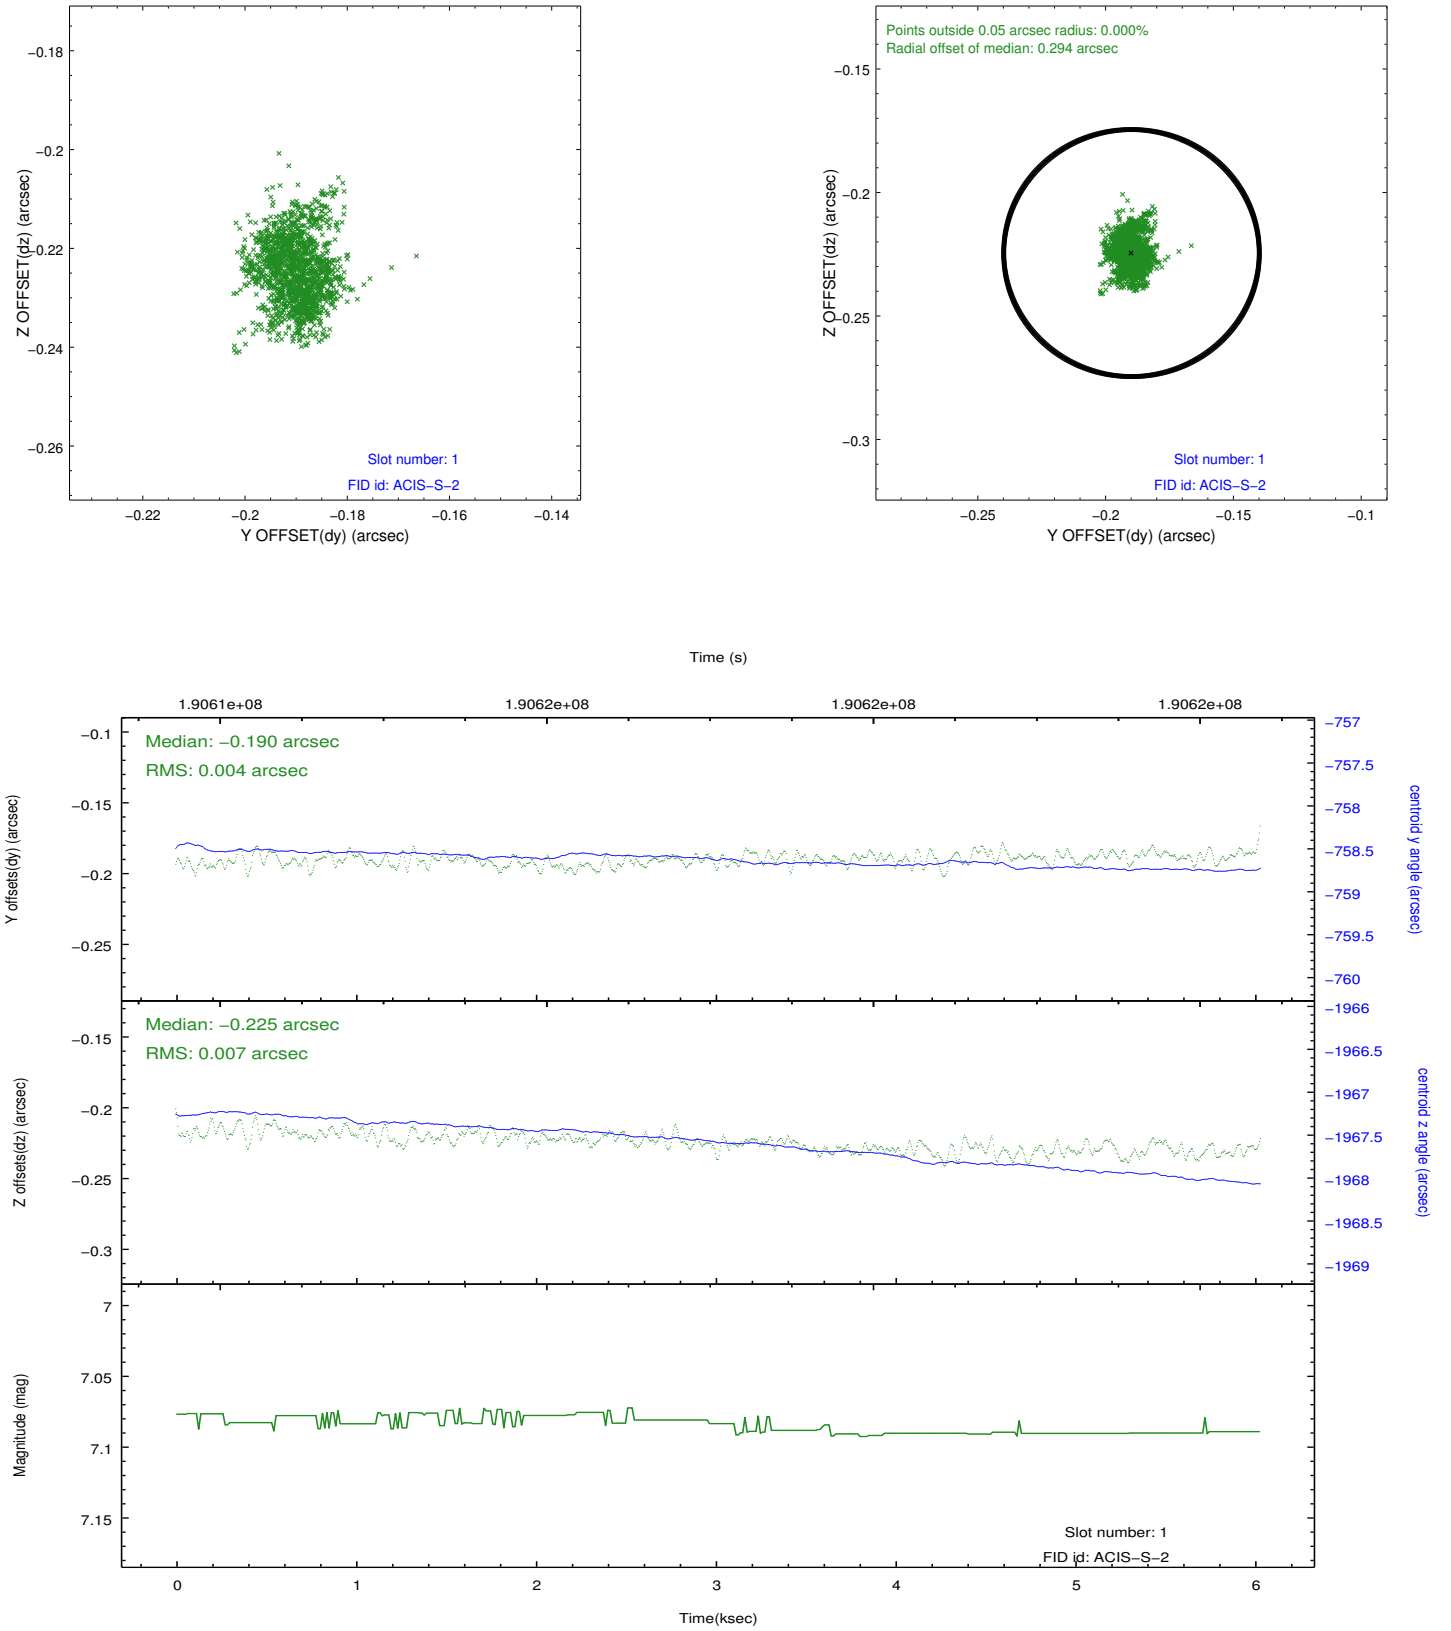 −0.18
−0.2
−0.22
−0.24
−0.26
Z OFFSET(dz) (arcsec)
Slot number: 1
FID id: ACIS−S−2
−0.22
−0.2
−0.18
−0.16
−0.14
Y OFFSET(dy) (arcsec)
Points outside 0.05 arcsec radius: 0.000%
Radial offset of median: 0.294 arcsec
−0.15
−0.2
−0.25
−0.3
Z OFFSET(dz) (arcsec)
Slot number: 1
FID id: ACIS−S−2
−0.25
−0.2
−0.15
−0.1
Y OFFSET(dy) (arcsec)
Time (s)
1.9061e+08
1.9062e+08
1.9062e+08
1.9062e+08
Median: −0.190 arcsec
RMS: 0.004 arcsec
−0.1
−0.15
−0.2
−0.25
Y offsets(dy) (arcsec)
−757
−757.5
−758
−758.5
−759
−759.5
−760
centroid y angle (arcsec)
Median: −0.225 arcsec
RMS: 0.007 arcsec
−0.15
−0.2
−0.25
−0.3
Z offsets(dz) (arcsec)
−1966
−1966.5
−1967
−1967.5
−1968
−1968.5
−1969
centroid z angle (arcsec)
7
7.05
7.1
7.15
Magnitude (mag)
Slot number: 1
FID id: ACIS−S−2
0
1
2
3
4
5
6
Time(ksec)